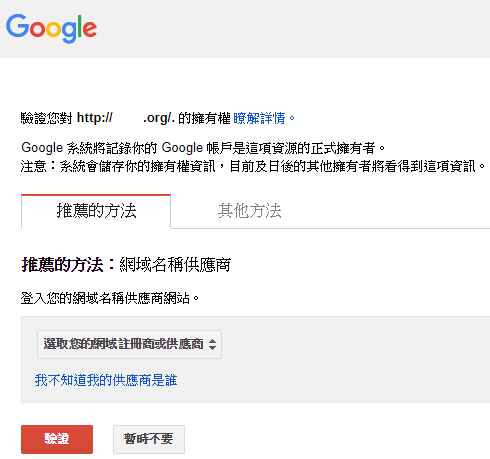 Google
驗證您對 http:// .org/. 的擁有權 瞭解詳情。
Google 系統將記錄你的 Google 帳戶是這項資源的正式擁有者。
注意：系統會儲存你的擁有權資訊，目前及日後的其他擁有者將看得到這項資訊。
推薦的方法 其他方法
推薦的方法：網域名稱供應商
登入您的網域名稱供應商網站。
選取您的網域註冊商或供應商
我不知道我的供應商是誰
驗證 暫時不要